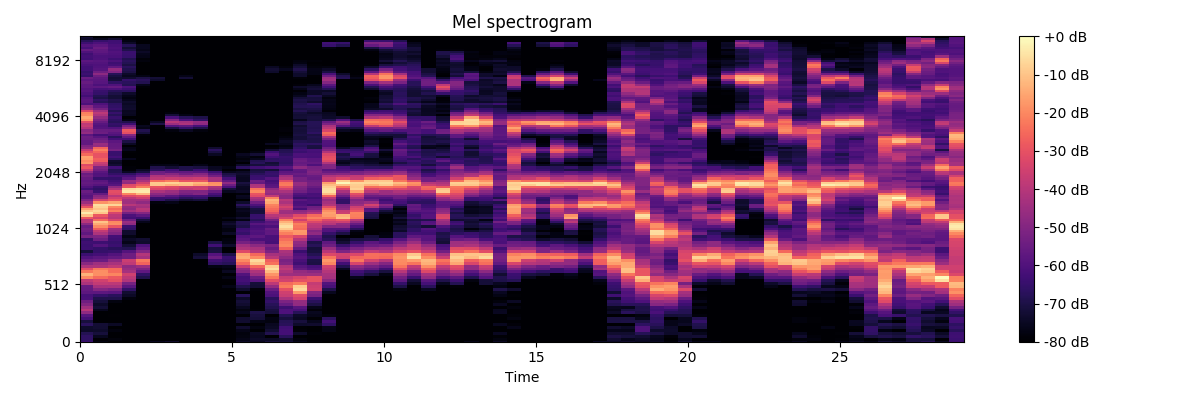 Mel spectrogram
Hz
8192
4096
2048
1024
512
0
0 5 10 15 20 25
Time
+0 dB
-10 dB
-20 dB
-30 dB
-40 dB
-50 dB
-60 dB
-70 dB
-80 dB